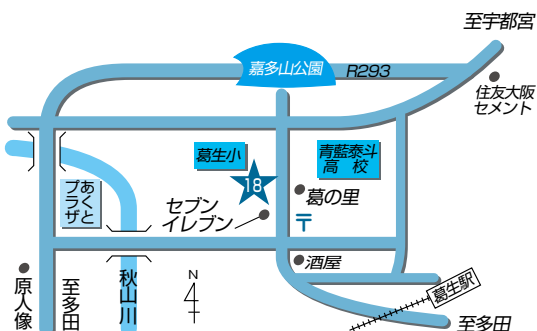 至宇都宮
嘉多山公園
R293
住友大阪
セメント
葛生小
青藍泰斗
高 校
18
あくと
プラザ
セブン
イレブン
葛の里
〒
酒屋
原人像
至多田
秋山川
N
4
葛生駅
至多田